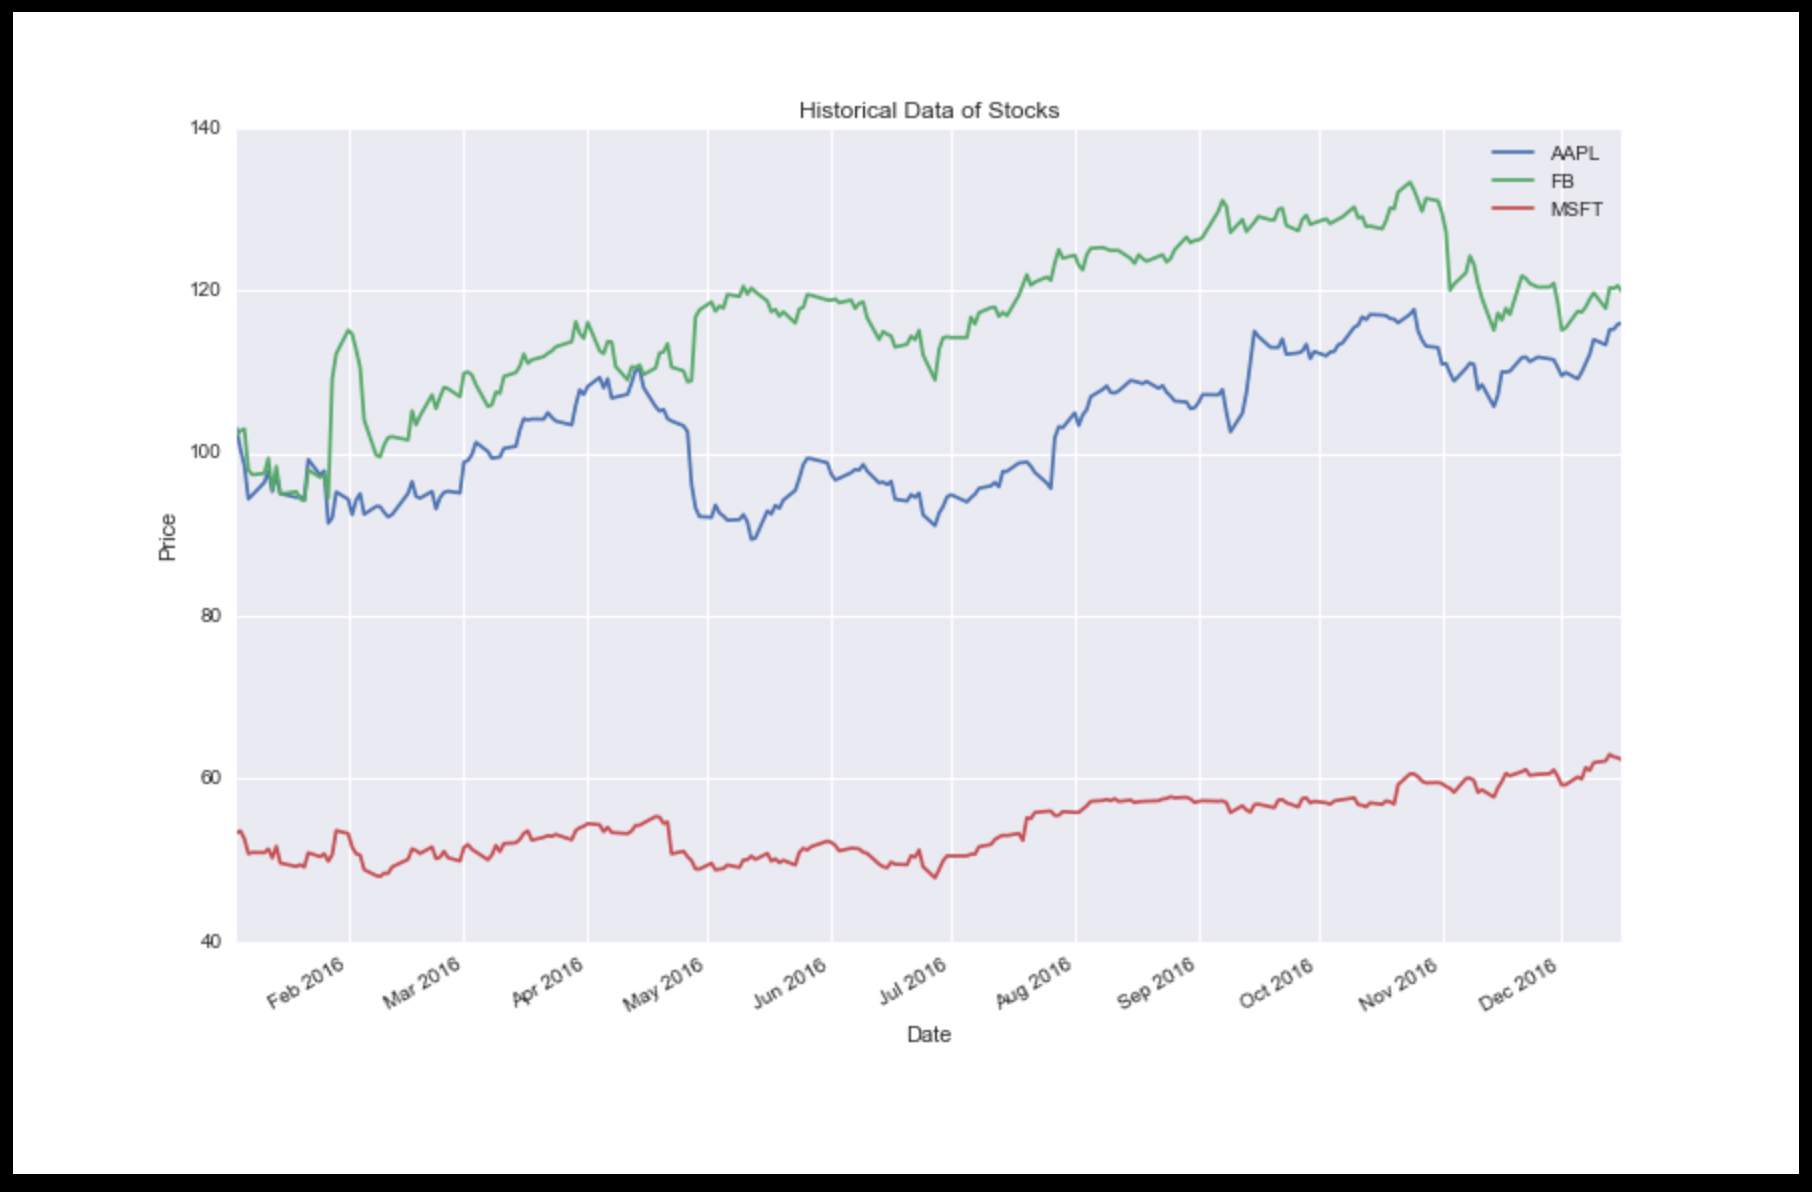 Historical Data of Stocks
140
120
100
80
60
40
Price
AAPL
FB
MSFT
Feb 2016
Mar 2016
Apr 2016
May 2016
Jun 2016
Jul 2016
Aug 2016
Sep 2016
Oct 2016
Nov 2016
Dec 2016
Date